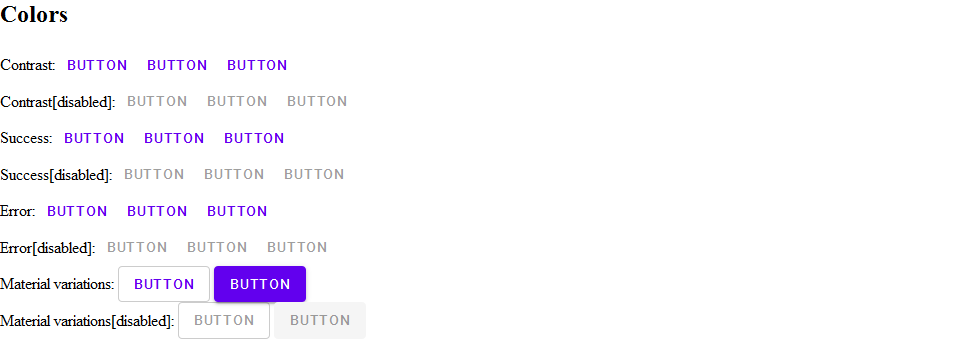 Colors
Contrast: BUTTON BUTTON BUTTON
Contrast[disabled]: BUTTON BUTTON BUTTON
Success: BUTTON BUTTON BUTTON
Success[disabled]: BUTTON BUTTON BUTTON
Error: BUTTON BUTTON BUTTON
Error[disabled]: BUTTON BUTTON BUTTON
Material variations: BUTTON BUTTON
Material variations[disabled]: BUTTON BUTTON